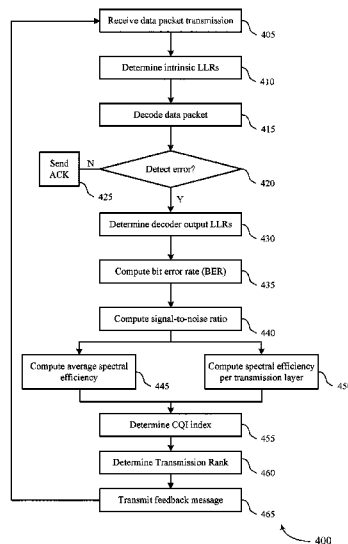 Receive data packet transmission
405
Determine intrinsic LLRs
410
Decode data packet
415
Send
ACK
N
Detect error?
420
425
Y
Determine decoder output LLRs
430
Compute bit error rate (BER)
435
Compute signal-to-noise ratio
440
Compute average spectral
efficiency
445
Compute spectral efficiency
per transmission layer
Determine CQI index
455
Determine Transmission Rank
460
Transmit feedback message
465
400